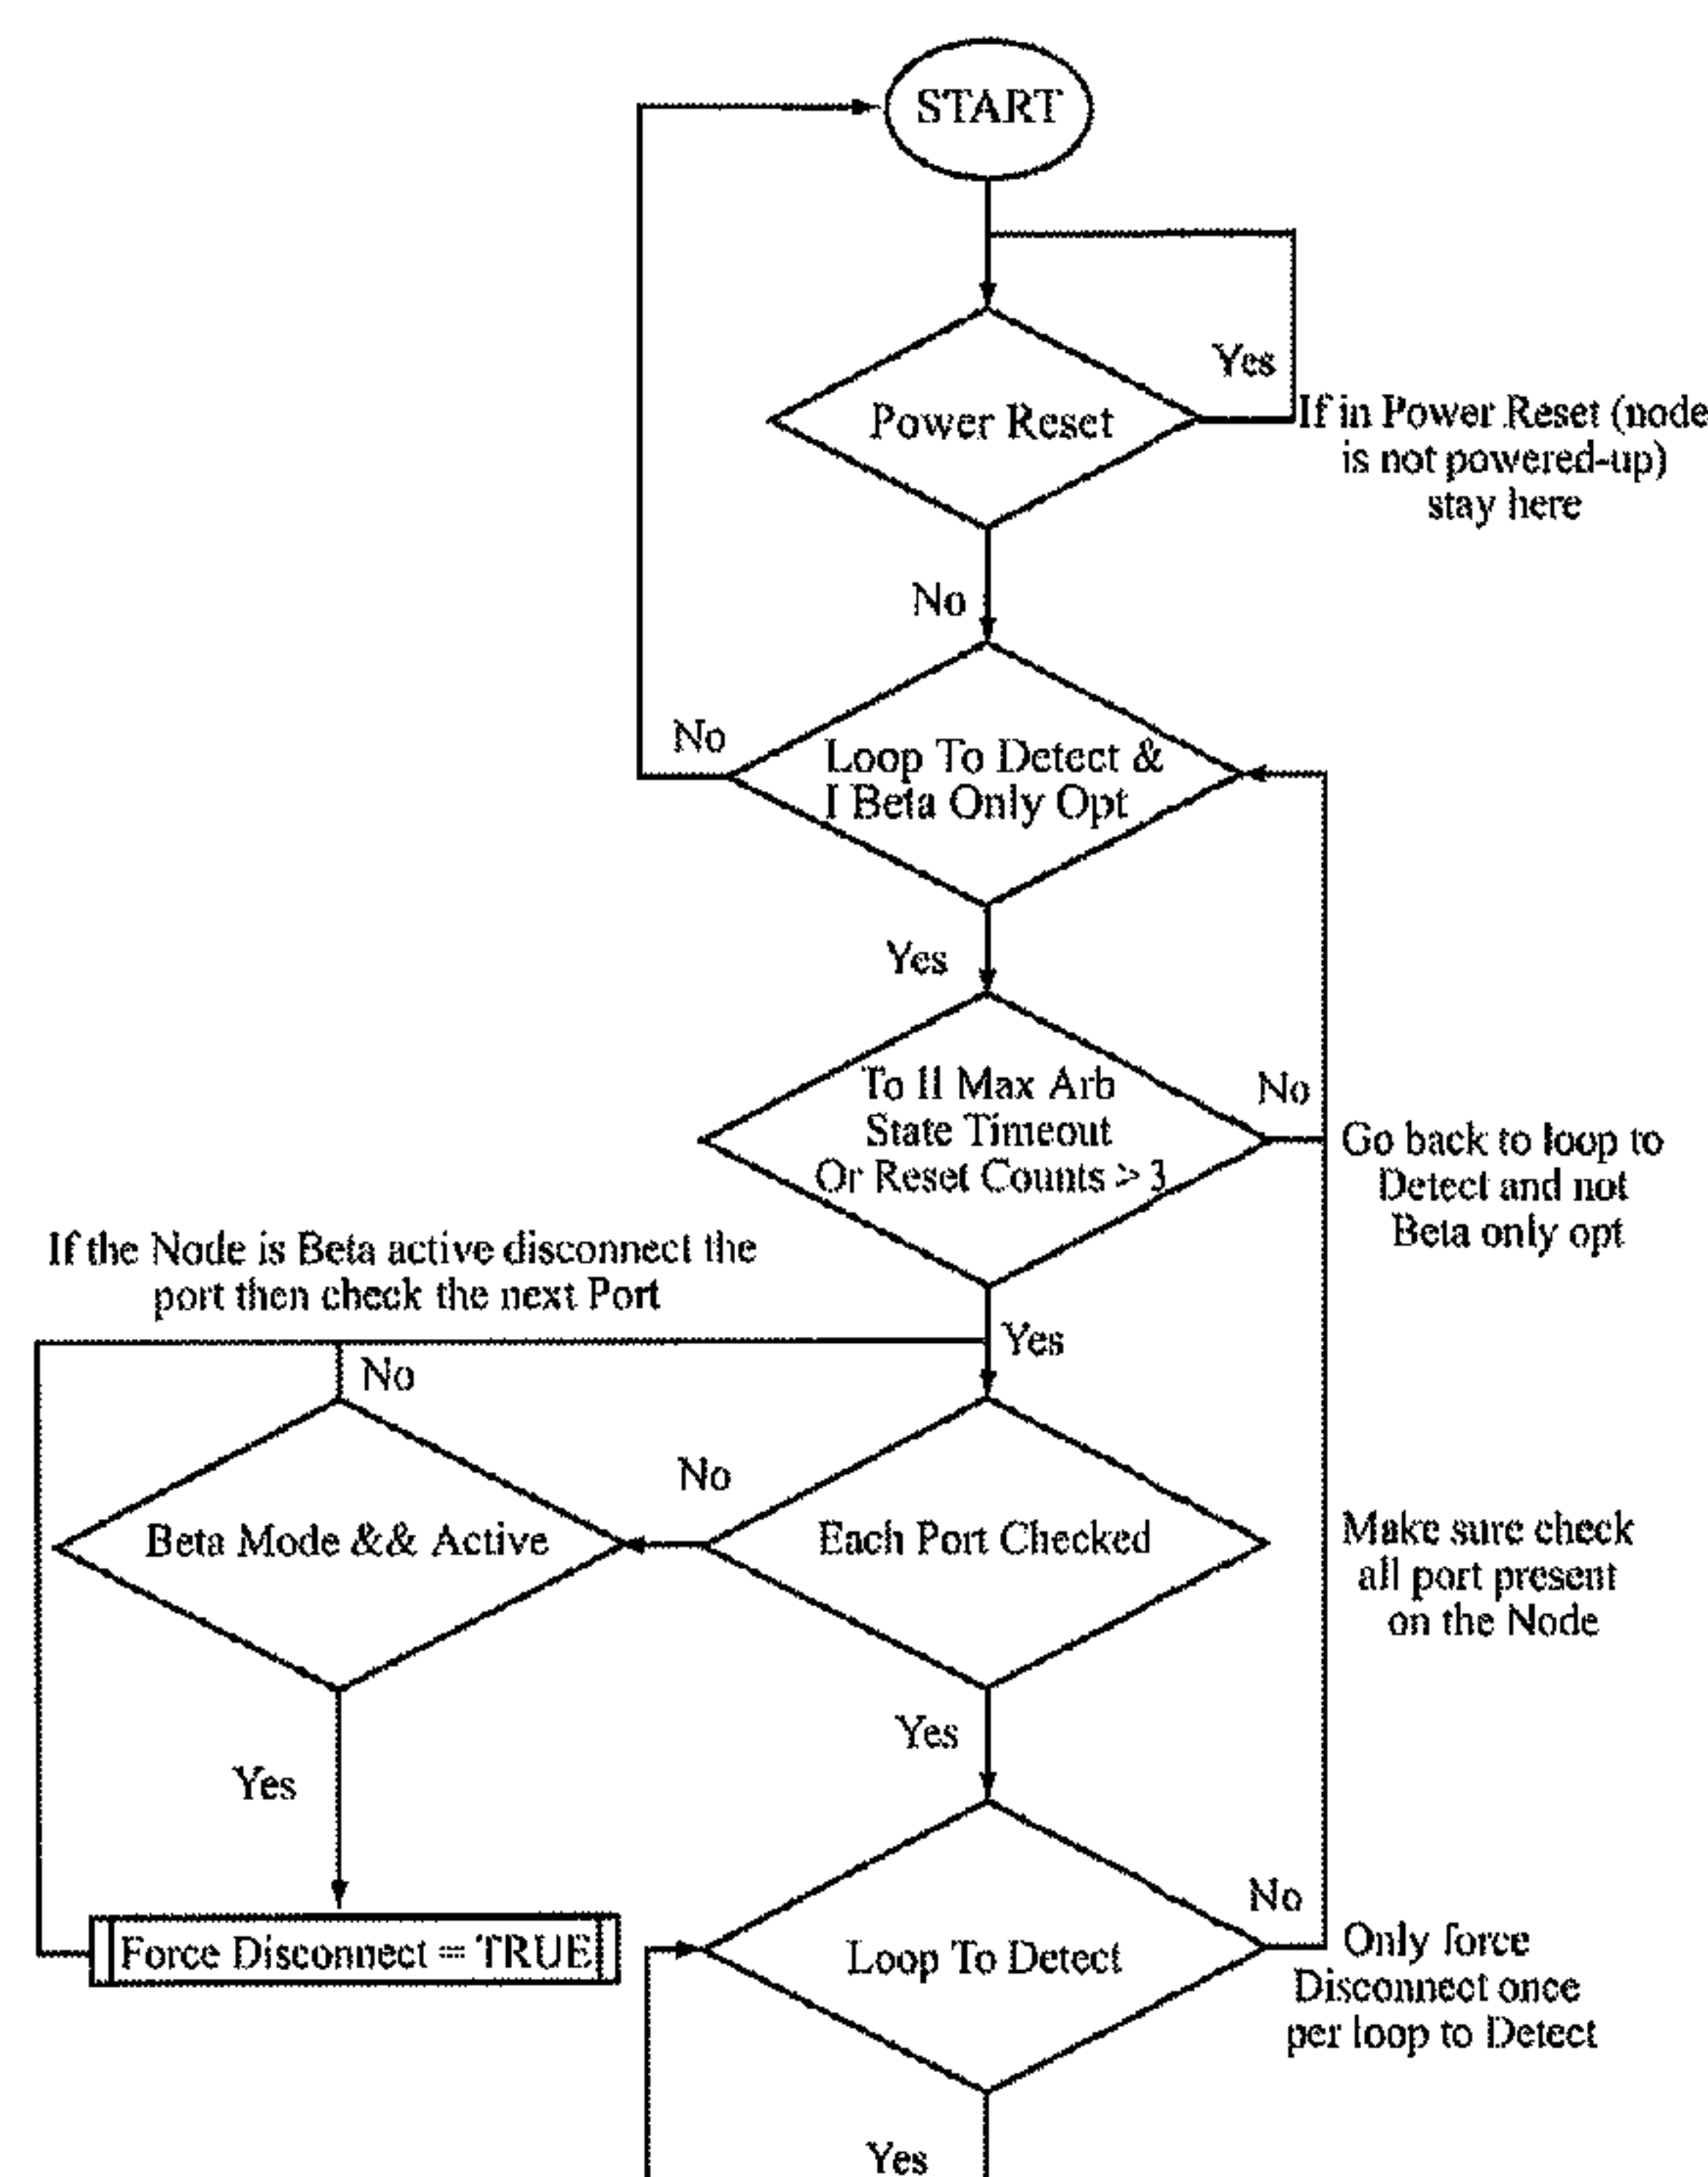 START
Yes
Power Reset
If in Power Reset (node
is not powered-up)
stay here
No
No
Loop To Detect &
I Beta Only Opt
Yes
To II Max Arb
State Timeout
Or Reset Counts > 3
No
Go back to loop to
Detect and not
Beta only opt
If the Node is Beta active disconnect the
port then check the next Port
Yes
No
Beta Mode && Active
No
Each Port Checked
Make sure check
all port present
on the Node
Yes
Yes
Force Disconnect = TRUE
Loop To Detect
No
Only force
Disconnect once
per loop to Detect
Yes